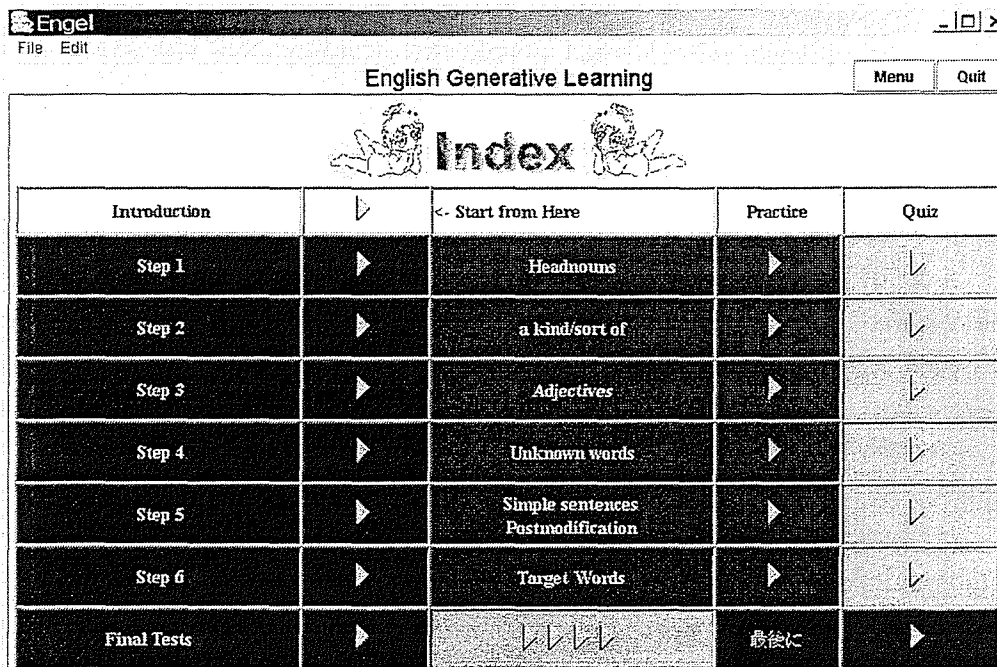 Engel
File Edit
English Generative Learning
Menu Quit
Index
Introduction <- Start from Here Practice Quiz
Step 1 Headnouns
Step 2 a kind/sort of
Step 3 Adjectives
Step 4 Unknown words
Step 5 Simple sentences
Postmodification
Step 6 Target Words
Final Tests 最後に